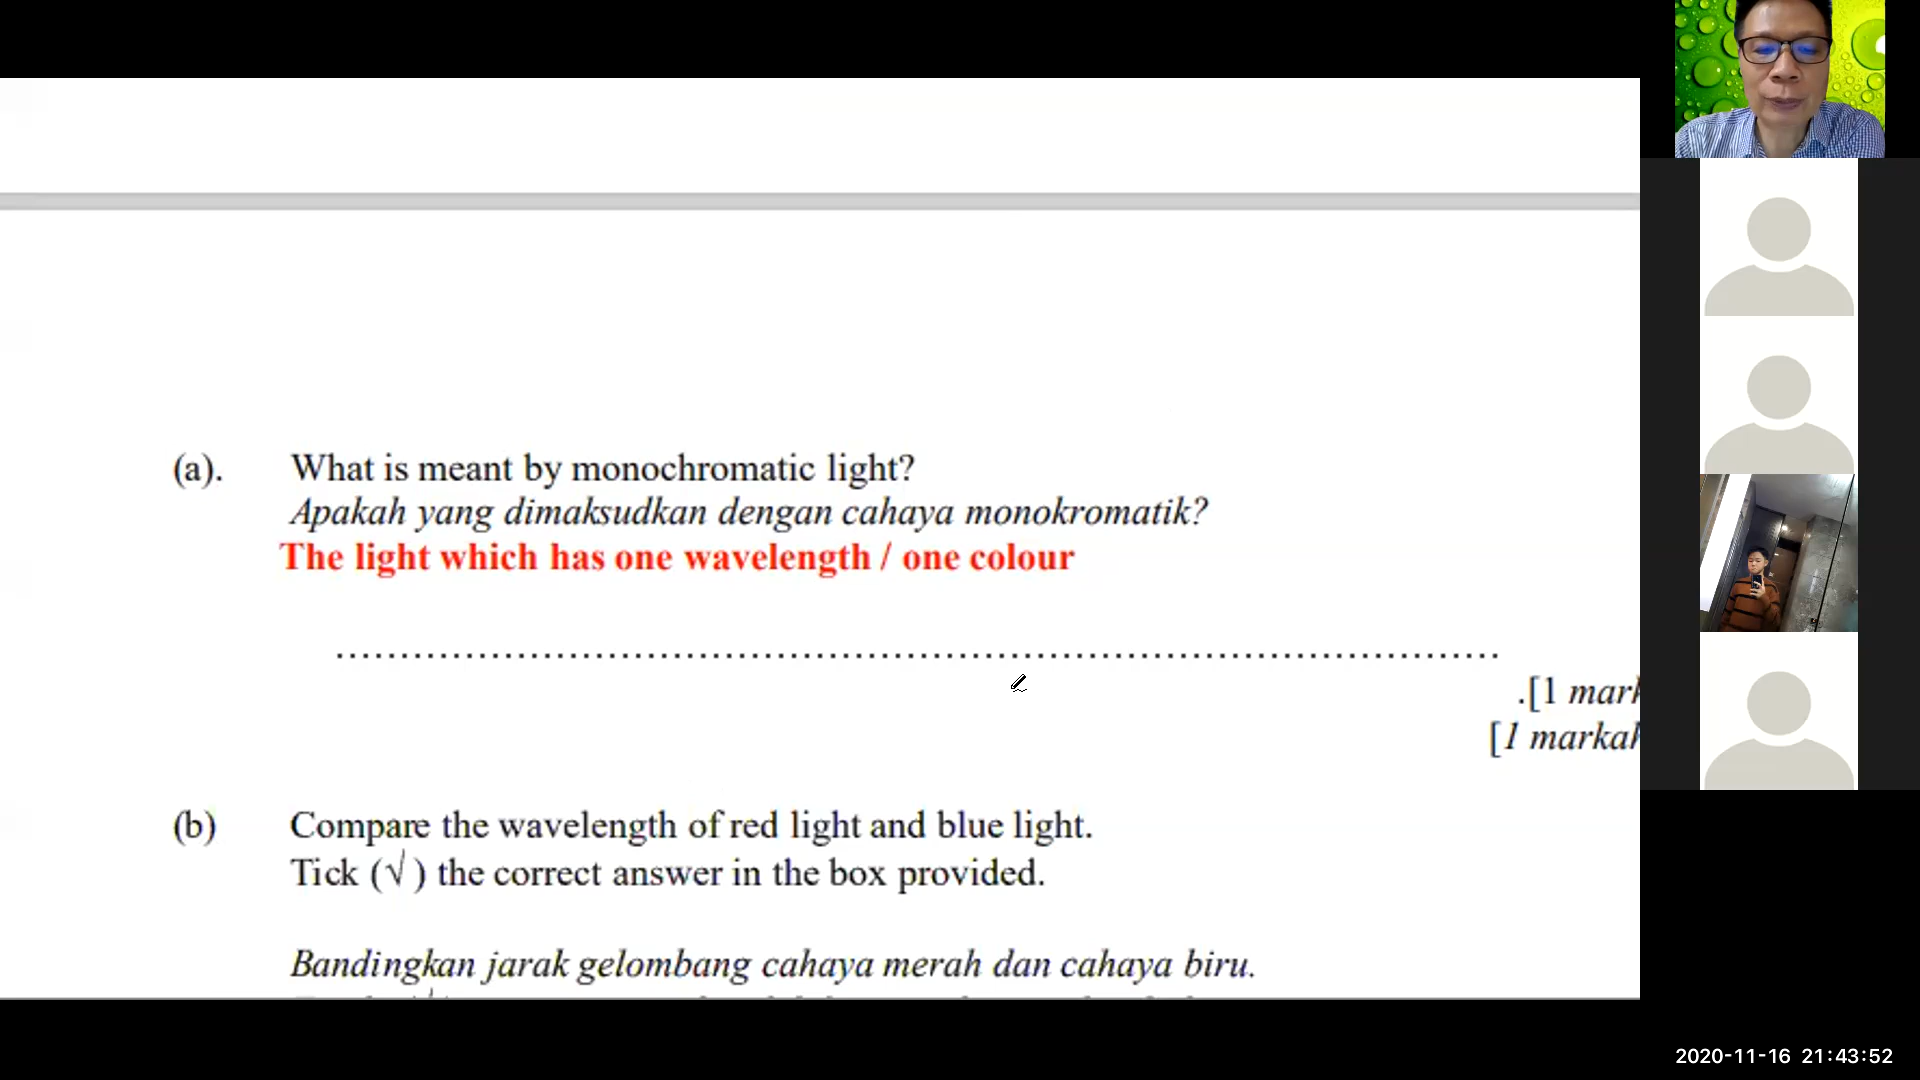 (a). What is meant by monochromatic light?
Apakah yang dimaksudkan dengan cahaya monokromatik?
The light which has one wavelength / one colour
.[1 mark
[1 markah
(b) Compare the wavelength of red light and blue light.
Tick (√ ) the correct answer in the box provided.
Bandingkan jarak gelombang cahaya merah dan cahaya biru.
2020-11-16 21:43:52